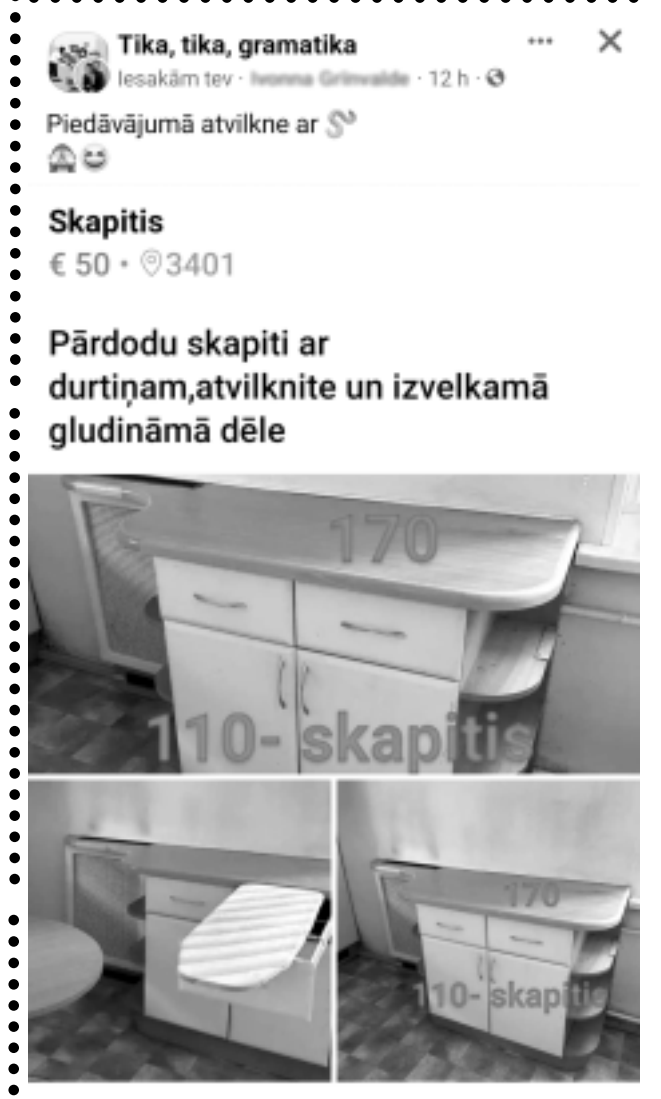 Tika, tika, gramatika
Iesakām tev · · 12 h ·
Piedāvājumā atvilkne ar
Skapitis
€ 50 · 3401
Pārdodu skapiti ar
durtiņam,atvilknite un izvelkamā
gludināmā dēle
170
110- skapitis
170
110- skapitis